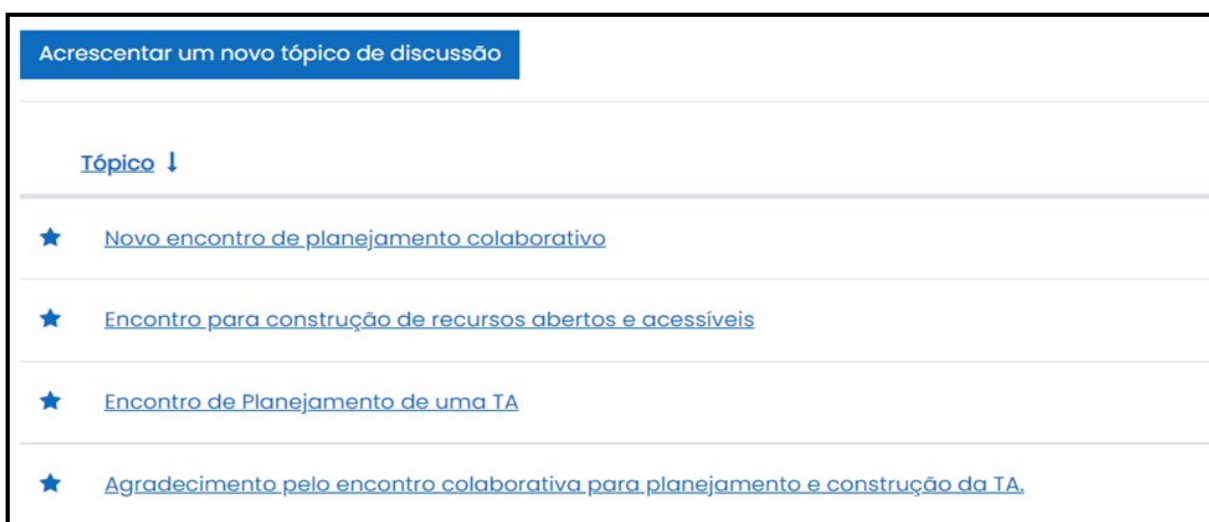 Acrescentar um novo tópico de discussão
Tópico ↓
Novo encontro de planejamento colaborativo
Encontro para construção de recursos abertos e acessíveis
Encontro de Planejamento de uma TA
Agradecimento pelo encontro colaborativa para planejamento e construção da TA.